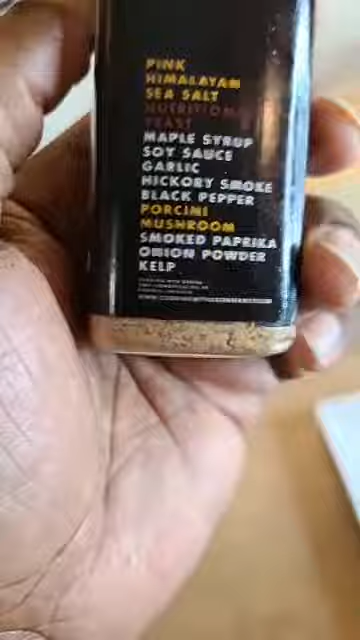 PINK
HIMALAYAN
SEA SALT
NUTRITIONAL
YEAST
MAPLE SYRUP
SOY SAUCE
GARLIC
HICKORY SMOKE
BLACK PEPPER
PORCINI
MUSHROOM
SMOKED PAPRIKA
ONION POWDER
KELP